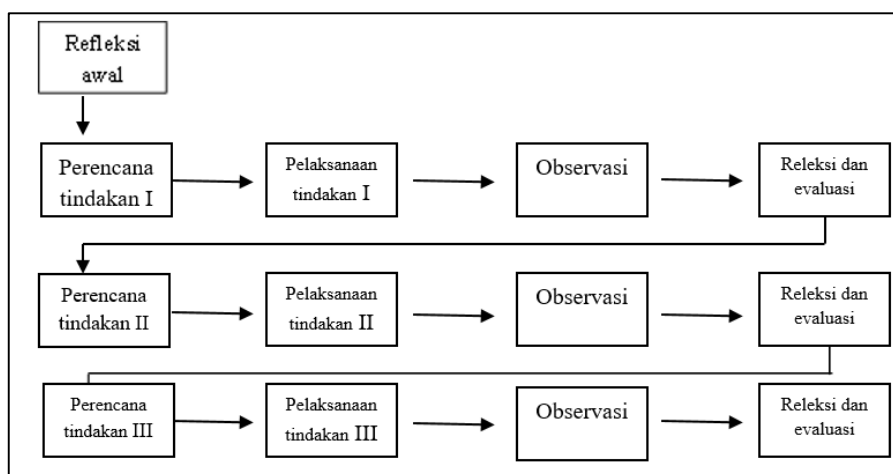 Refleksi
awal
Perencana
tindakan I
Pelaksanaan
tindakan I
Observasi
Releksi dan
evaluasi
Perencana
tindakan II
Pelaksanaan
tindakan II
Observasi
Releksi dan
evaluasi
Perencana
tindakan III
Pelaksanaan
tindakan III
Observasi
Releksi dan
evaluasi